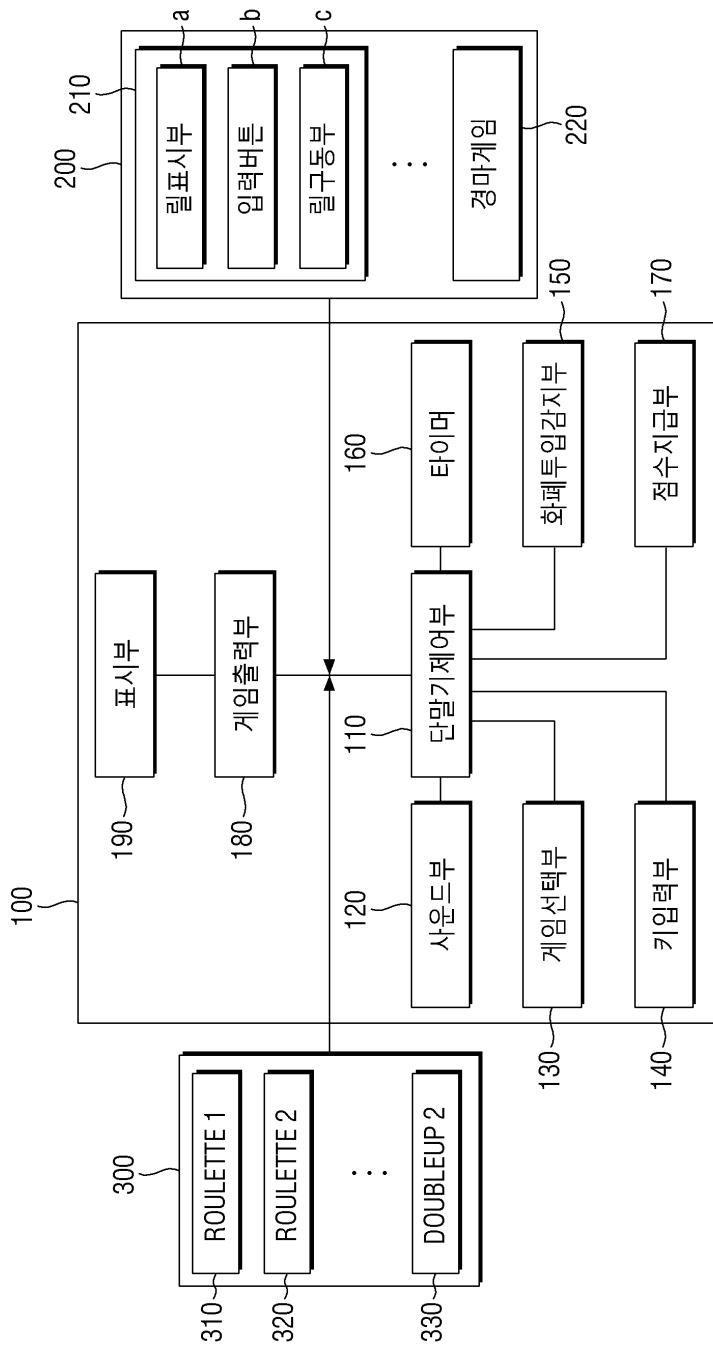 100
190
표시부
180
게임출력부
110
단말기제어부
120
사운드부
130
게임선택부
140
키입력부
160
타이머
150
화폐투입감지부
170
점수지급부
200
210
릴표시부
a
입력버튼
b
릴구동부
c
...
경마게임
220
300
310
ROULETTE 1
320
ROULETTE 2
...
330
DOUBLEUP 2